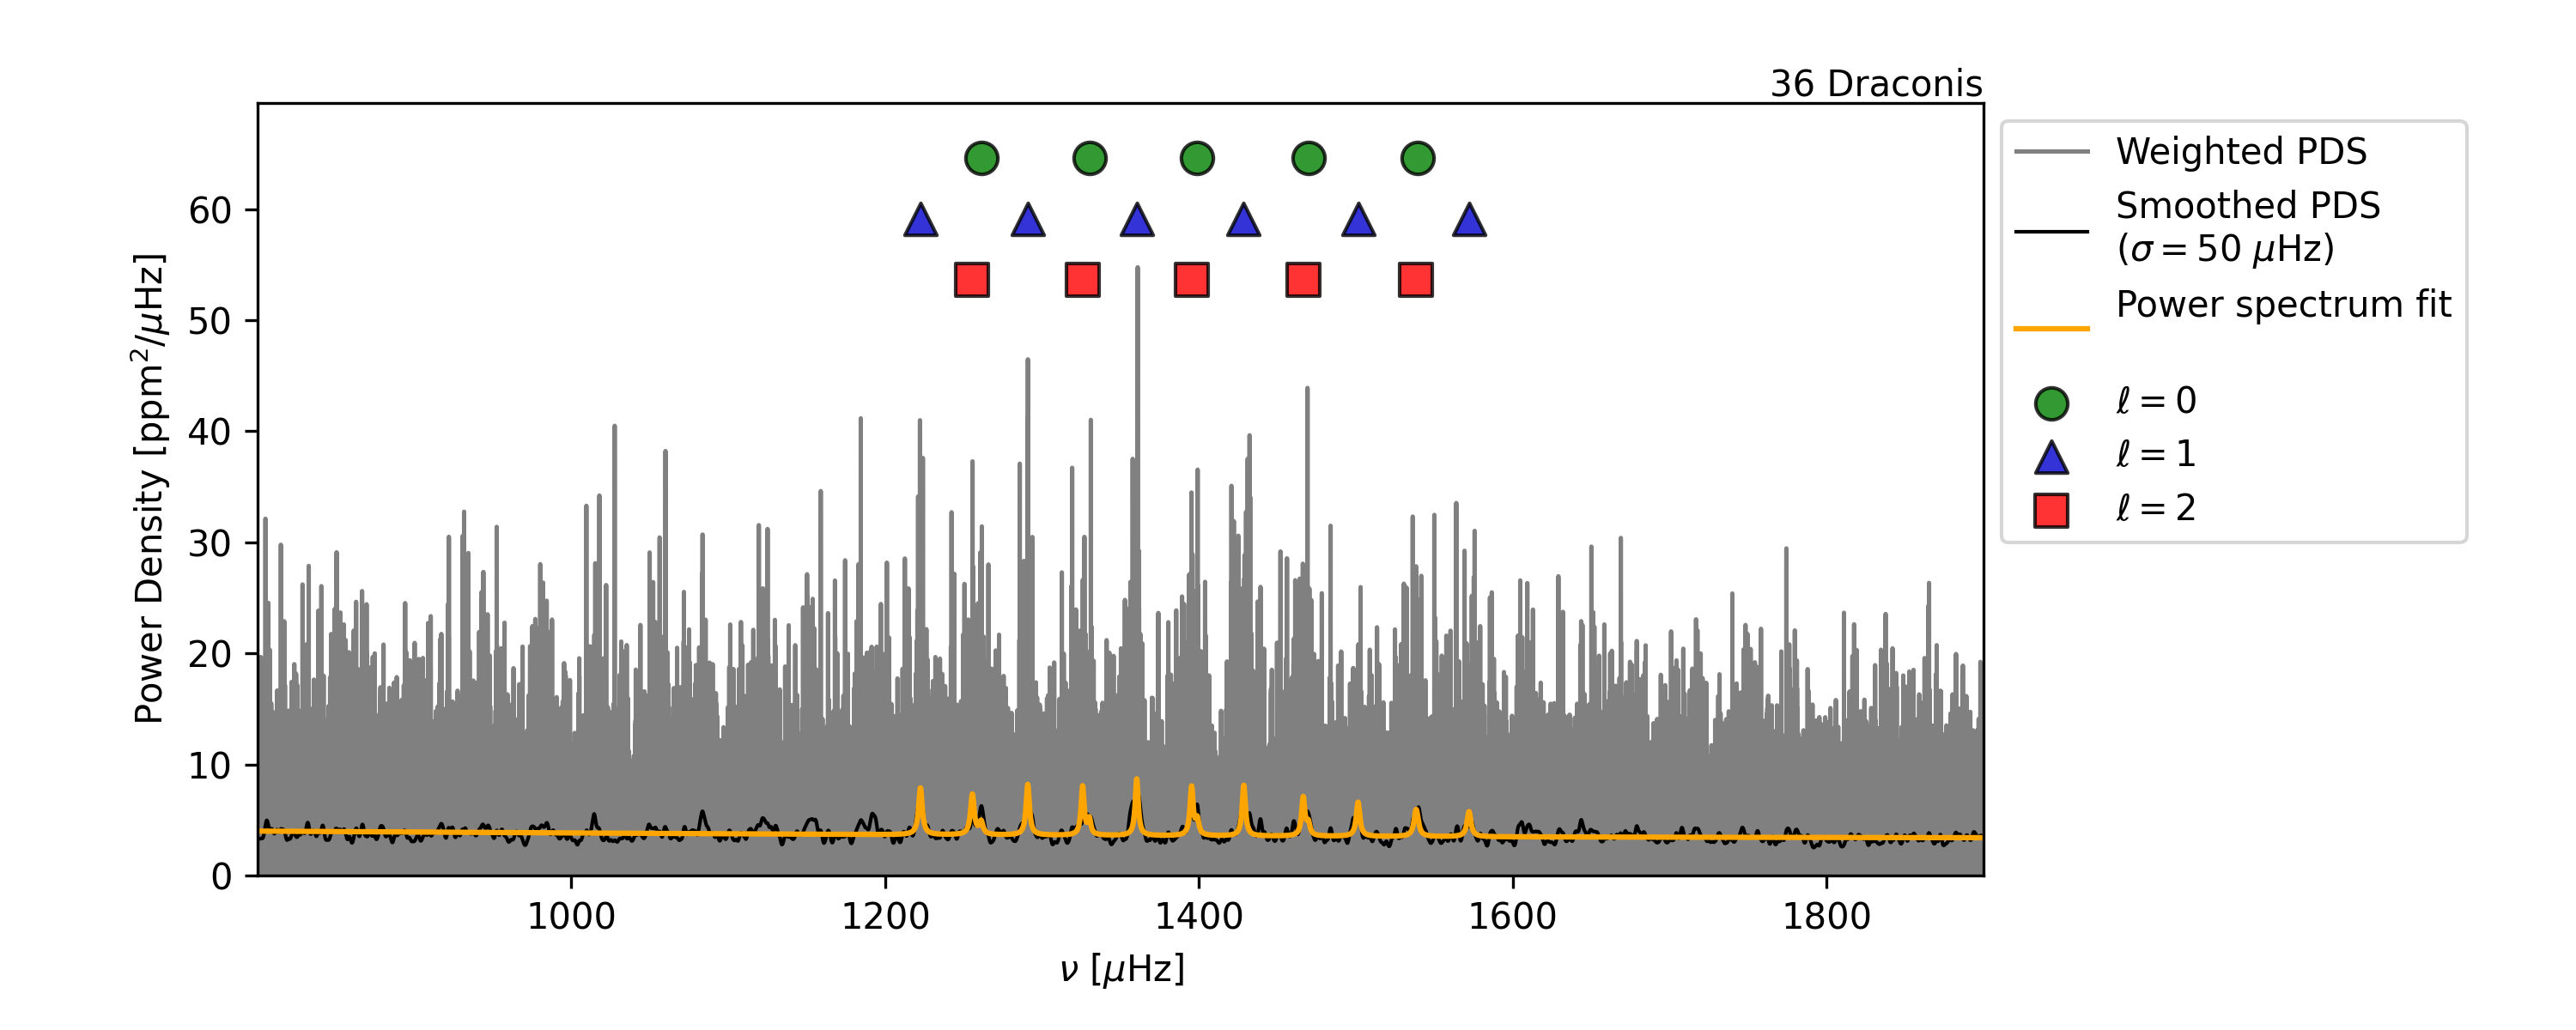 36 Draconis
Weighted PDS
Smoothed PDS
(σ = 50 μHz)
Power spectrum fit
ℓ = 0
ℓ = 1
ℓ = 2
Power Density [ppm²/μHz]
60
50
40
30
20
10
0
1000 1200 1400 1600 1800
ν [μHz]